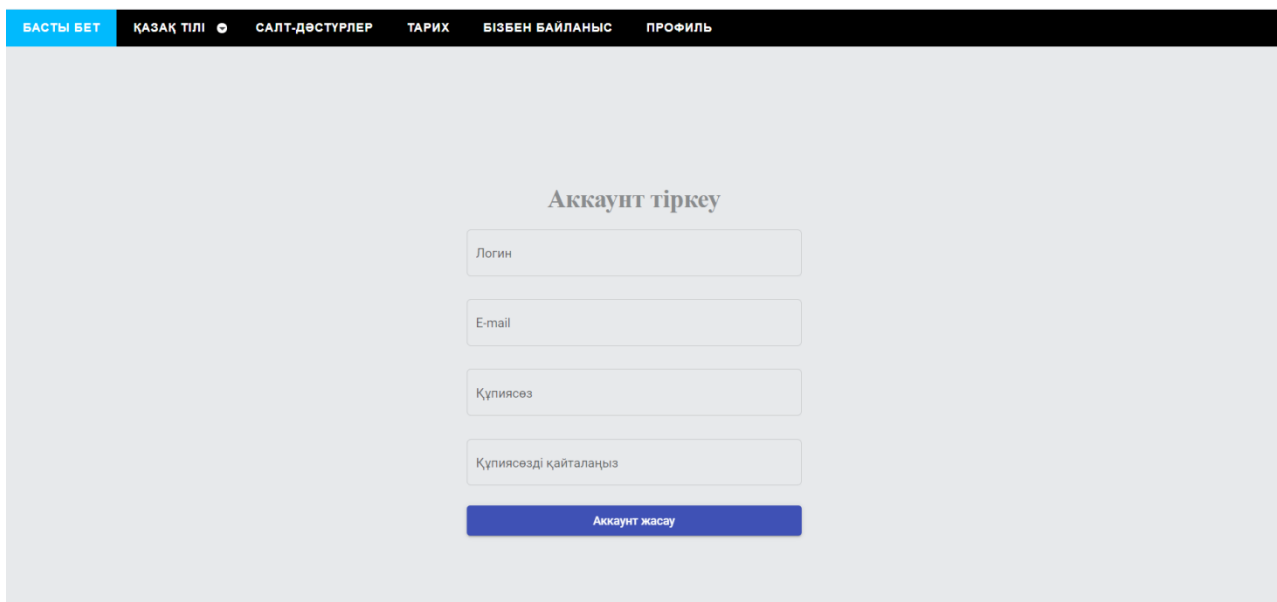 БАСТЫ БЕТ ҚАЗАҚ ТІЛІ САЛТ-ДӘСТҮРЛЕР ТАРИХ БІЗБЕН БАЙЛАНЫС ПРОФИЛЬ
Аккаунт тіркеу
Логин
E-mail
Құпиясөз
Құпиясөзді қайталаңыз
Аккаунт жасау